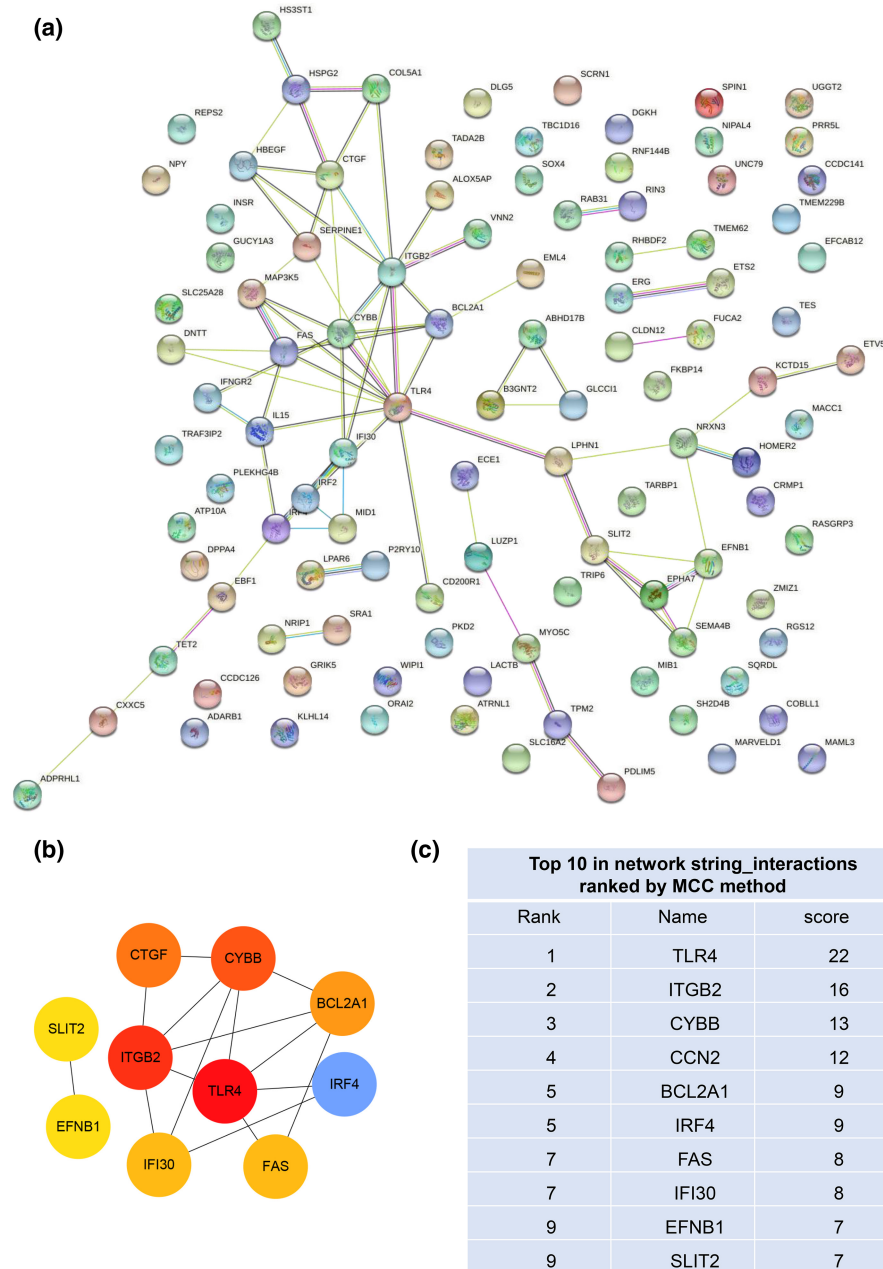 (a)
HS3ST1
HSPG2
COL5A1
DLG5
SCRN1
SPIN1
UGGT2
REPS2
TADA2B
TBC1D16
DGKH
NIPAL4
PRR5L
NPY
HBEGF
CTGF
ALOX5AP
SOX4
RNF144B
UNC79
CCDC141
INSR
VNN2
RAB31
RIN3
TMEM229B
GUCY1A3
SERPINE1
ITGB2
RHBDF2
TMEM62
EFCAB12
MAP3K5
EML4
ERG
ETS2
SLC25A28
CYBB
BCL2A1
ABHD17B
TES
DNTT
FAS
CLDN12
FUCA2
ETV5
IFNGR2
TLR4
B3GNT2
GLCCI1
FKBP14
KCTD15
IL15
NRXN3
MACC1
TRAF3IP2
IFI30
LPHN1
HOMER2
PLEKHG4B
IRF2
ECE1
TARBP1
CRMP1
ATP10A
IRF4
MID1
SLIT2
RASGRP3
DPPA4
LPAR6
P2RY10
LUZP1
EFNB1
EBF1
CD200R1
TRIP6
EPHA7
ZMIZ1
NRIP1
SRA1
PKD2
MYO5C
SEMA4B
RGS12
TET2
CCDC126
GRIK5
WIPI1
LACTB
MIB1
SQRDL
CXXC5
ADARB1
KLHL14
ORAI2
ATRNL1
TPM2
SH2D4B
COBLL1
SLC16A2
MARVELD1
MAML3
ADPRHL1
PDLIM5
(b)
CTGF
CYBB
BCL2A1
SLIT2
ITGB2
TLR4
IRF4
EFNB1
IFI30
FAS
(c)
Top 10 in network string_interactions
ranked by MCC method
Rank Name score
1 TLR4 22
2 ITGB2 16
3 CYBB 13
4 CCN2 12
5 BCL2A1 9
5 IRF4 9
7 FAS 8
7 IFI30 8
9 EFNB1 7
9 SLIT2 7